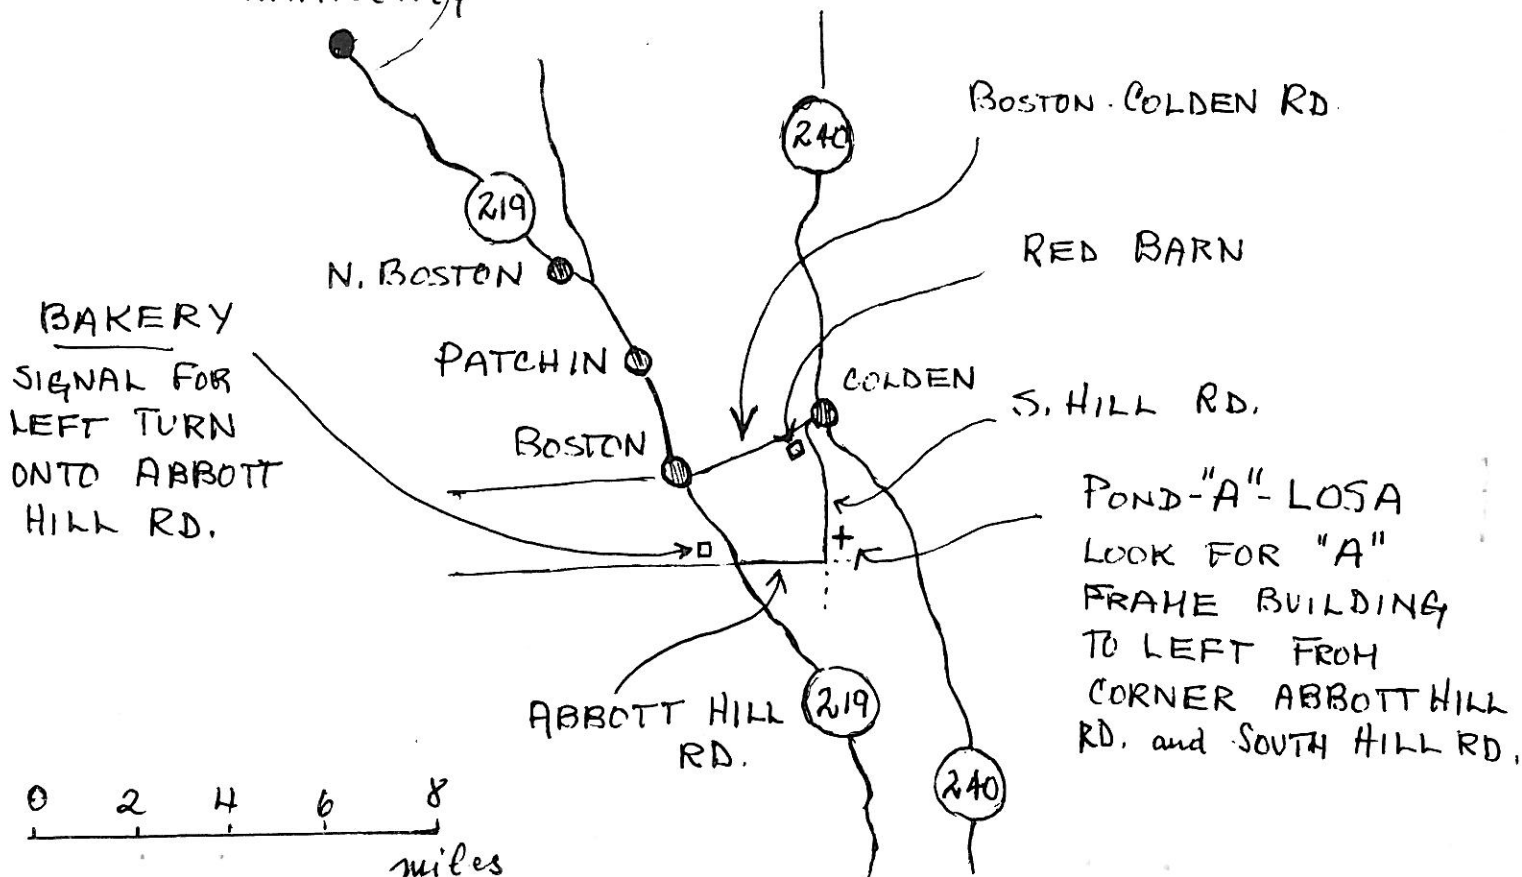 BOSTON-COLDEN RD.
240
219
RED BARN
N. BOSTON
BAKERY
SIGNAL FOR
LEFT TURN
ONTO ABBOTT
HILL RD.
PATCHIN
COLDEN
S. HILL RD.
BOSTON
POND-"A"-LOSA
LOOK FOR "A"
FRAME BUILDING
TO LEFT FROM
CORNER ABBOTT HILL
RD. and SOUTH HILL RD.
ABBOTT HILL
RD.
219
240
0 2 4 6 8
miles